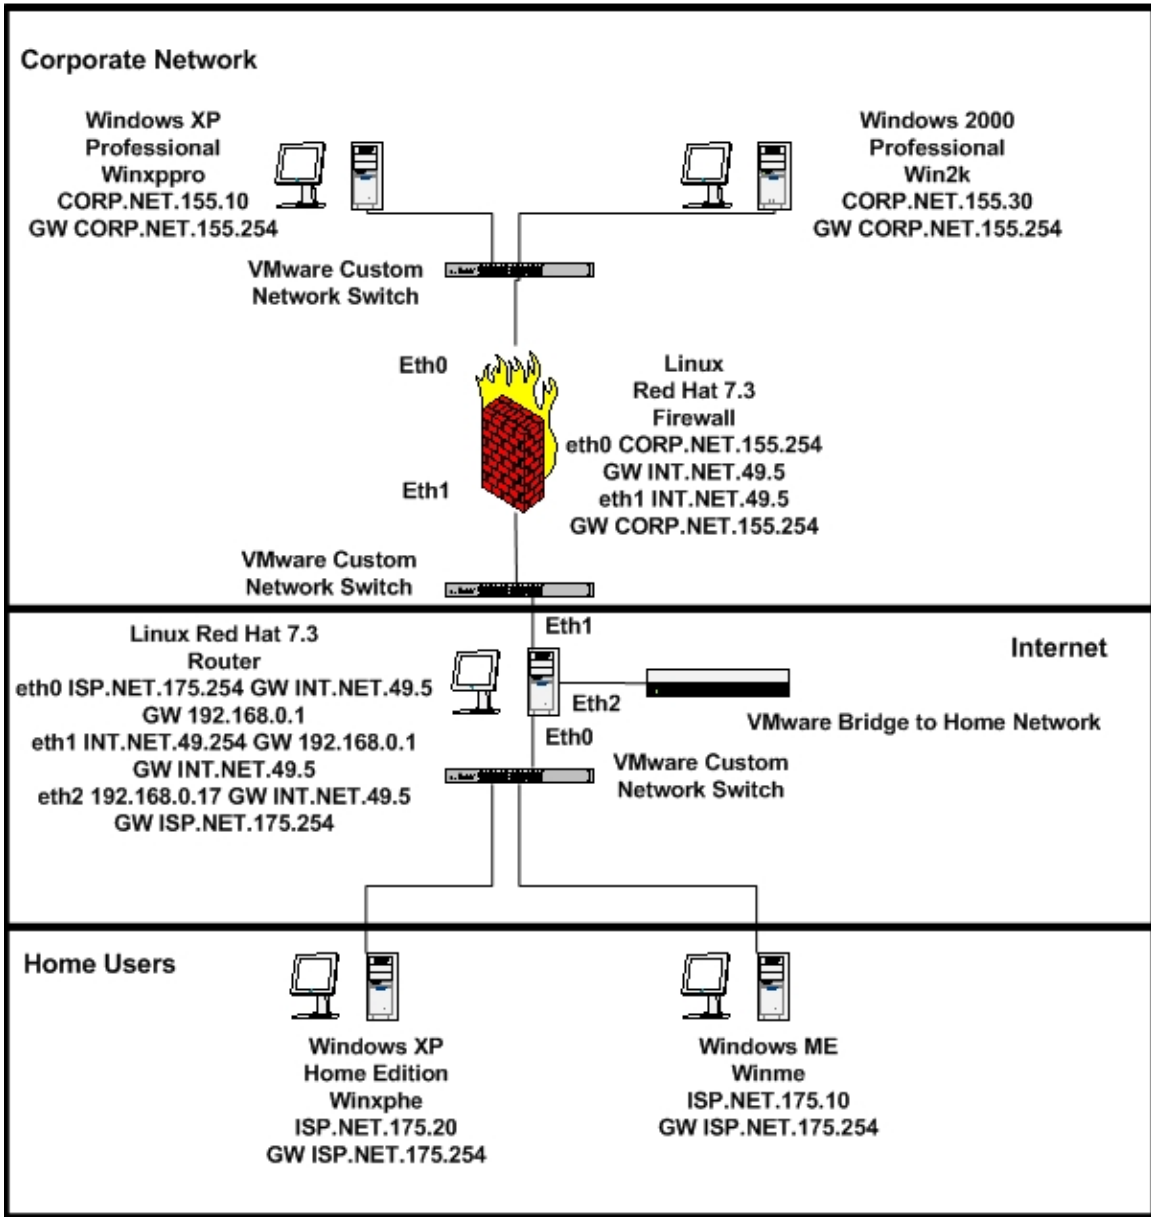 Corporate Network
Windows XP
Professional
Winxppro
CORP.NET.155.10
GW CORP.NET.155.254
Windows 2000
Professional
Win2k
CORP.NET.155.30
GW CORP.NET.155.254
VMware Custom
Network Switch
Eth0
Linux
Red Hat 7.3
Firewall
eth0 CORP.NET.155.254
GW INT.NET.49.5
eth1 INT.NET.49.5
GW CORP.NET.155.254
Eth1
VMware Custom
Network Switch
Eth1
Internet
Linux Red Hat 7.3
Router
eth0 ISP.NET.175.254 GW INT.NET.49.5
GW 192.168.0.1
eth1 INT.NET.49.254 GW 192.168.0.1
GW INT.NET.49.5
eth2 192.168.0.17 GW INT.NET.49.5
GW ISP.NET.175.254
Eth2
VMware Bridge to Home Network
Eth0
VMware Custom
Network Switch
Home Users
Windows XP
Home Edition
Winxphe
ISP.NET.175.20
GW ISP.NET.175.254
Windows ME
Winme
ISP.NET.175.10
GW ISP.NET.175.254